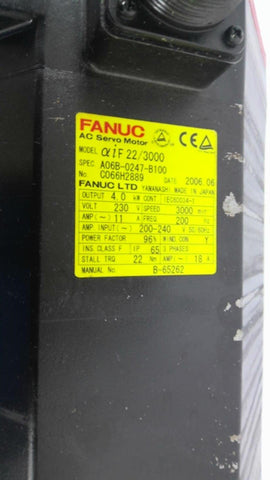 FANUC
AC Servo Motor
MODEL αiF 22/3000
SPEC A06B-0247-B100
No. C066H2889 DATE 2006.06
FANUC LTD YAMANASHI MADE IN JAPAN
OUTPUT 4.0 kW CONT IEC60034-1
VOLT 230 V SPEED 3000 min-1
AMP(~) 11 A FREQ. 200 Hz
AMP INPUT(~) 200-240 V 50/60Hz
POWER FACTOR 96% WIND CON Y
INS CLASS F IP 65 3 PHASES
STALL TRQ 22 Nm AMP(~) 18 A
MANUAL No. B-65262